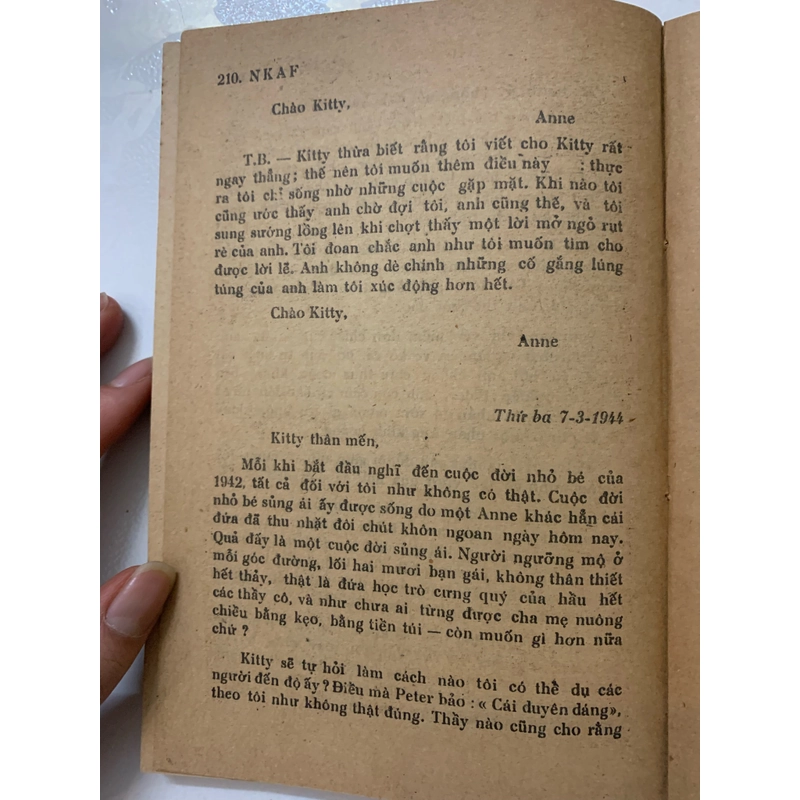 210. NKAF
Chào Kitty,
Anne
T.B. — Kitty thừa biết rằng tôi viết cho Kitty rất
ngay thẳng; thế nên tôi muốn thêm điều này : thực
ra tôi chỉ sống nhờ những cuộc gặp mặt. Khi nào tôi
cũng ước thấy anh chờ đợi tôi, anh cũng thế, và tôi
sung sướng lồng lên khi chợt thấy một lời mở ngỏ rụt
rè của anh. Tôi đoan chắc anh như tôi muốn tìm cho
được lời lẽ. Anh không dè chính những cố gắng lúng
túng của anh làm tôi xúc động hơn hết.
Chào Kitty,
Anne
Thứ ba 7-3-1944
Kitty thân mến,
Mỗi khi bắt đầu nghĩ đến cuộc đời nhỏ bé của
1942, tất cả đối với tôi như không có thật. Cuộc đời
nhỏ bé sủng ái ấy được sống do một Anne khác hẳn cái
đứa đã thu nhặt đôi chút khôn ngoan ngày hôm nay.
Quả đấy là một cuộc đời sủng ái. Người ngưỡng mộ ở
mỗi góc đường, lối hai mươi bạn gái, không thân thiết
hết thảy, thật là đứa học trò cưng quý của hầu hết
các thầy cô, và như chưa ai từng được cha mẹ nuông
chiều bằng kẹo, bằng tiền túi — còn muốn gì hơn nữa
chứ ?
Kitty sẽ tự hỏi làm cách nào tôi có thể dụ các
người đến độ ấy ? Điều mà Peter bảo : « Cái duyên dáng»,
theo tôi như không thật đúng. Thầy nào cũng cho rằng